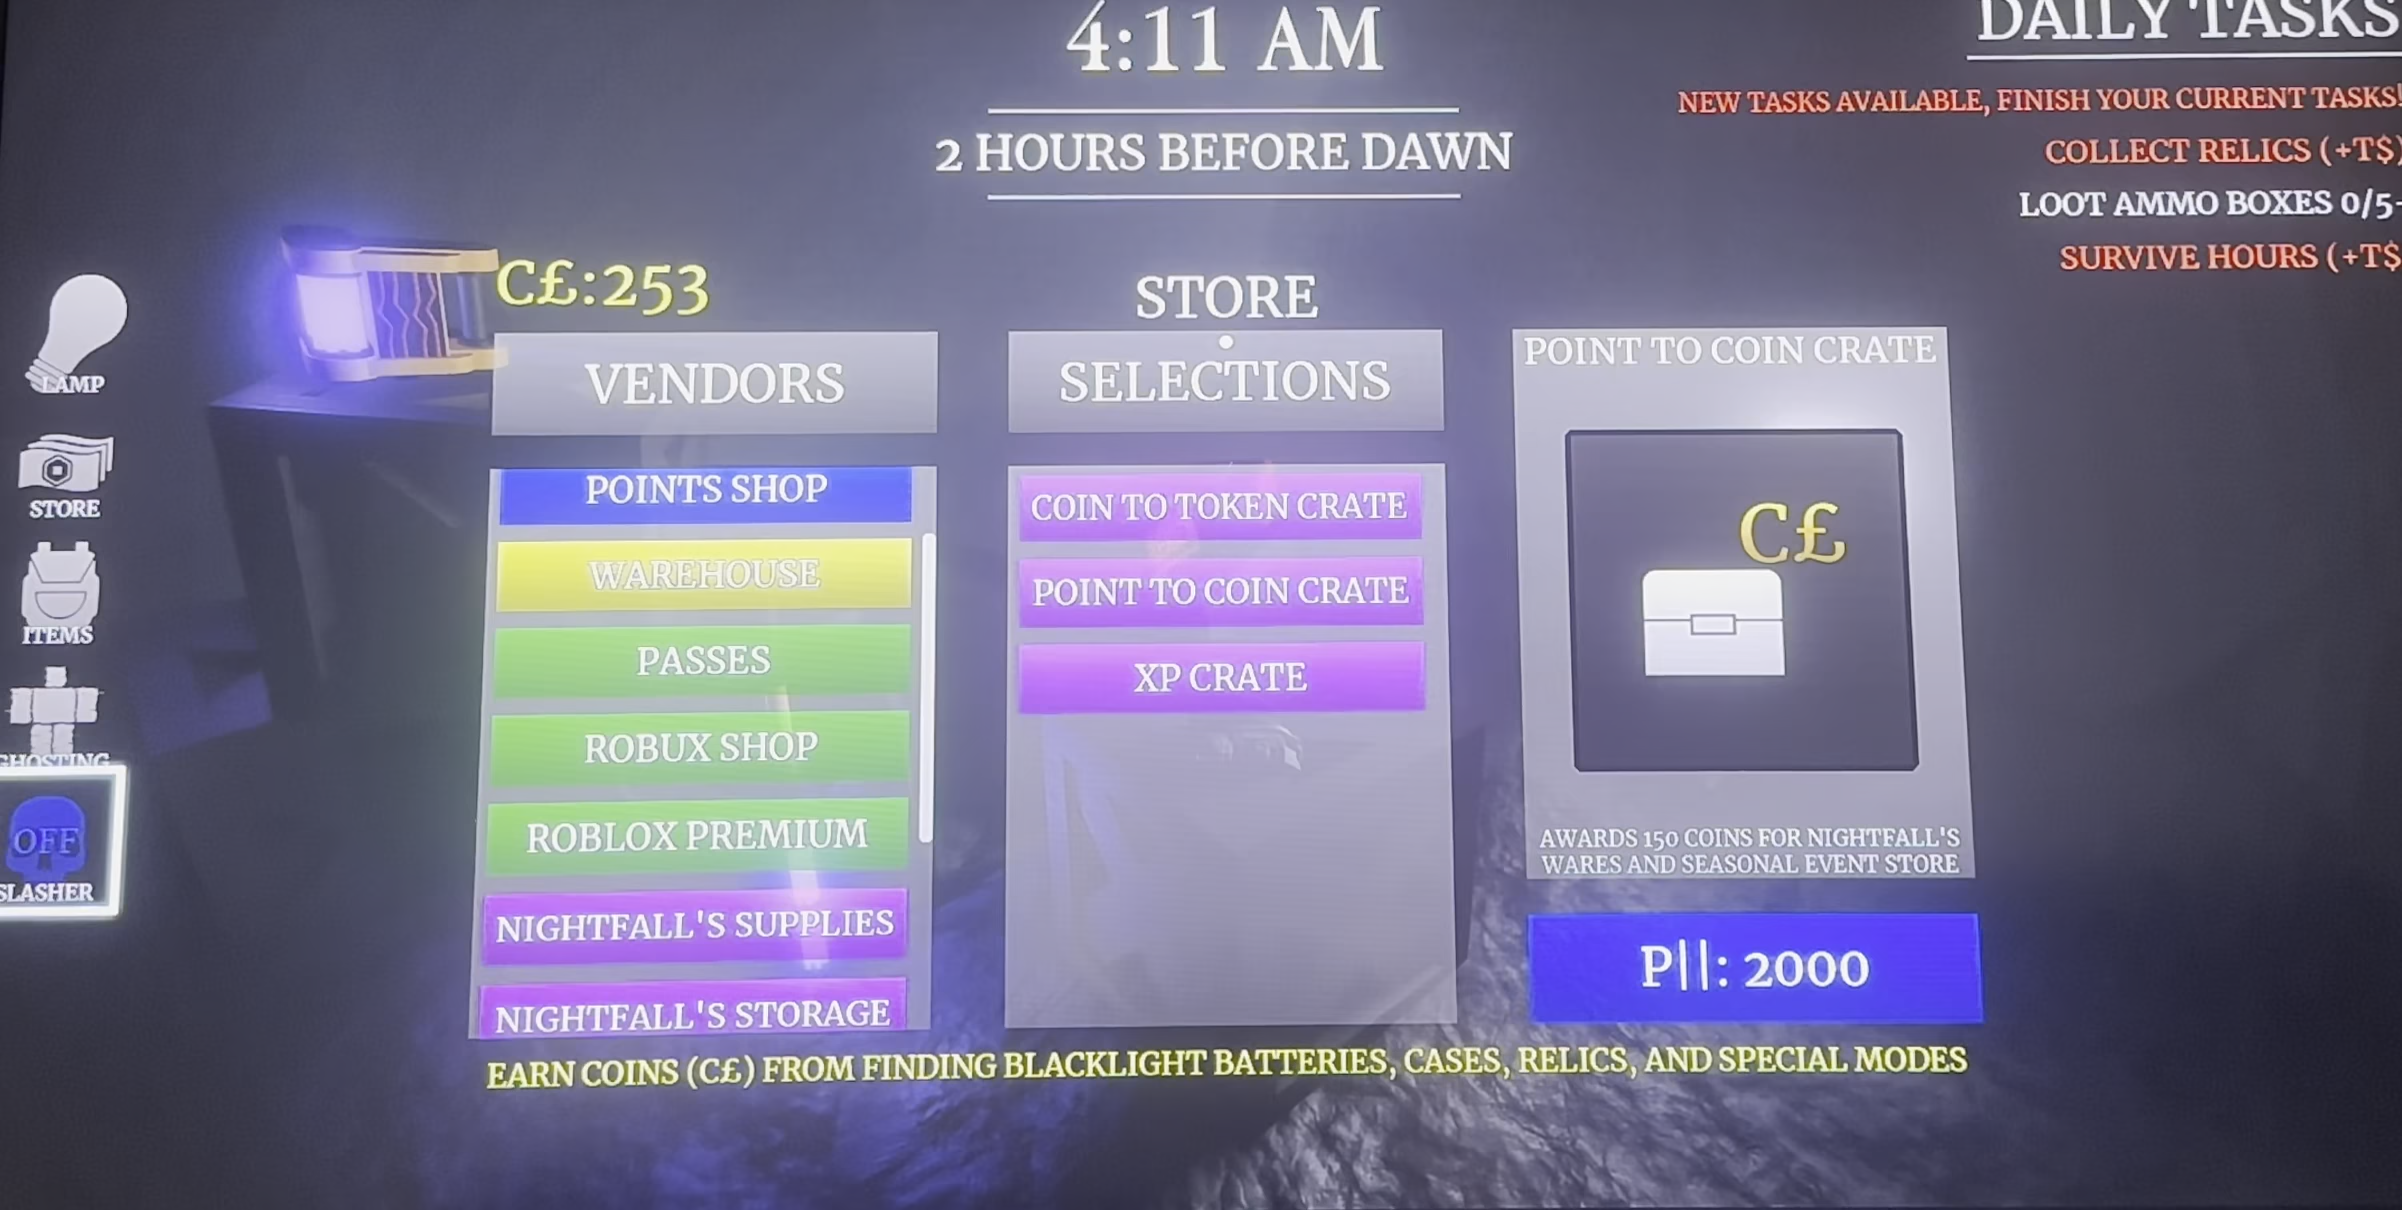 4:11 AM
2 HOURS BEFORE DAWN
DAILY TASKS
NEW TASKS AVAILABLE, FINISH YOUR CURRENT TASKS!
COLLECT RELICS (+T$)
LOOT AMMO BOXES 0/5-
SURVIVE HOURS (+T$
LAMP
STORE
ITEMS
GHOSTING
OFF
SLASHER
C£:253
VENDORS
POINTS SHOP
WAREHOUSE
PASSES
ROBUX SHOP
ROBLOX PREMIUM
NIGHTFALL'S SUPPLIES
NIGHTFALL'S STORAGE
STORE
SELECTIONS
COIN TO TOKEN CRATE
POINT TO COIN CRATE
XP CRATE
POINT TO COIN CRATE
C£
AWARDS 150 COINS FOR NIGHTFALL'S
WARES AND SEASONAL EVENT STORE
P||: 2000
EARN COINS (C£) FROM FINDING BLACKLIGHT BATTERIES, CASES, RELICS, AND SPECIAL MODES